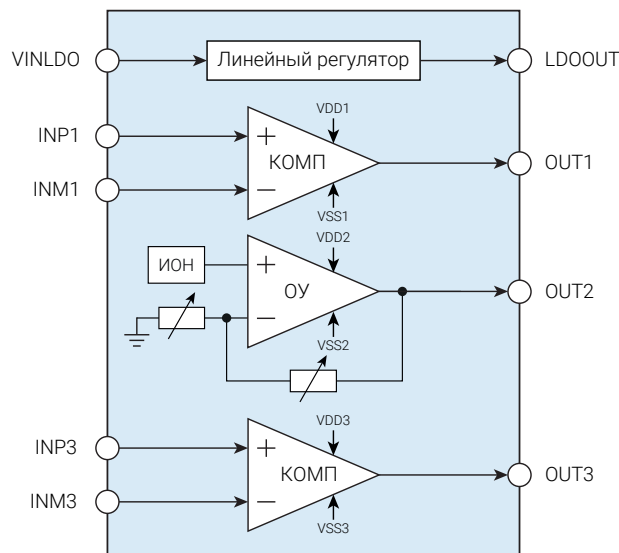 VINLDO
Линейный регулятор
LDOOUT
VDD1
INP1
+
КОМП
OUT1
INM1
−
VSS1
VDD2
ИОН
+
ОУ
OUT2
−
VSS2
VDD3
INP3
+
КОМП
OUT3
INM3
−
VSS3